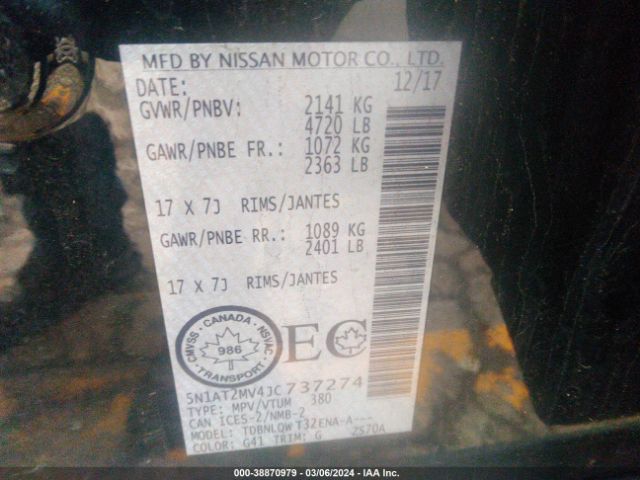 MFD BY NISSAN MOTOR CO., LTD.
DATE: 12/17
GVWR/PNBV: 2141 KG
4720 LB
GAWR/PNBE FR.: 1072 KG
2363 LB
17 X 7J RIMS/JANTES
GAWR/PNBE RR.: 1089 KG
2401 LB
17 X 7J RIMS/JANTES
CMVSS · CANADA · NSVAC
986
TRANSPORT
EC
5N1AT2MV4JC737274
TYPE: MPV/VTUM 380
CAN ICES-2/NMB-2
MODEL: TDBNLQWT32ENA-A---
COLOR: G41 TRIM: G 2570A
000-38870979 — 03/06/2024 — IAA Inc.